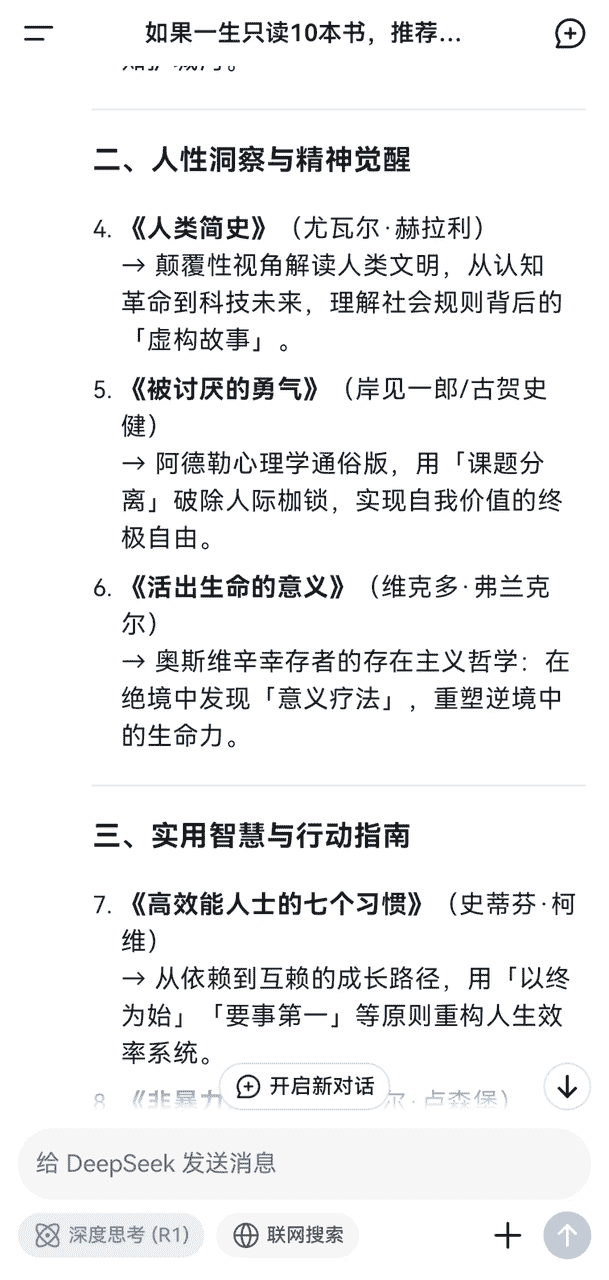 如果一生只读10本书，推荐...
二、人性洞察与精神觉醒
4. 《人类简史》（尤瓦尔·赫拉利）
→ 颠覆性视角解读人类文明，从认知
革命到科技未来，理解社会规则背后的
「虚构故事」。
5. 《被讨厌的勇气》（岸见一郎/古贺史
健）
→ 阿德勒心理学通俗版，用「课题分
离」破除人际枷锁，实现自我价值的终
极自由。
6. 《活出生命的意义》（维克多·弗兰克
尔）
→ 奥斯维辛幸存者的存在主义哲学：在
绝境中发现「意义疗法」，重塑逆境中
的生命力。
三、实用智慧与行动指南
7. 《高效能人士的七个习惯》（史蒂芬·柯
维）
→ 从依赖到互赖的成长路径，用「以终
为始」「要事第一」等原则重构人生效
率系统。
8. 《非暴力 尔·卢森堡）
开启新对话
给 DeepSeek 发送消息
深度思考 (R1) 联网搜索